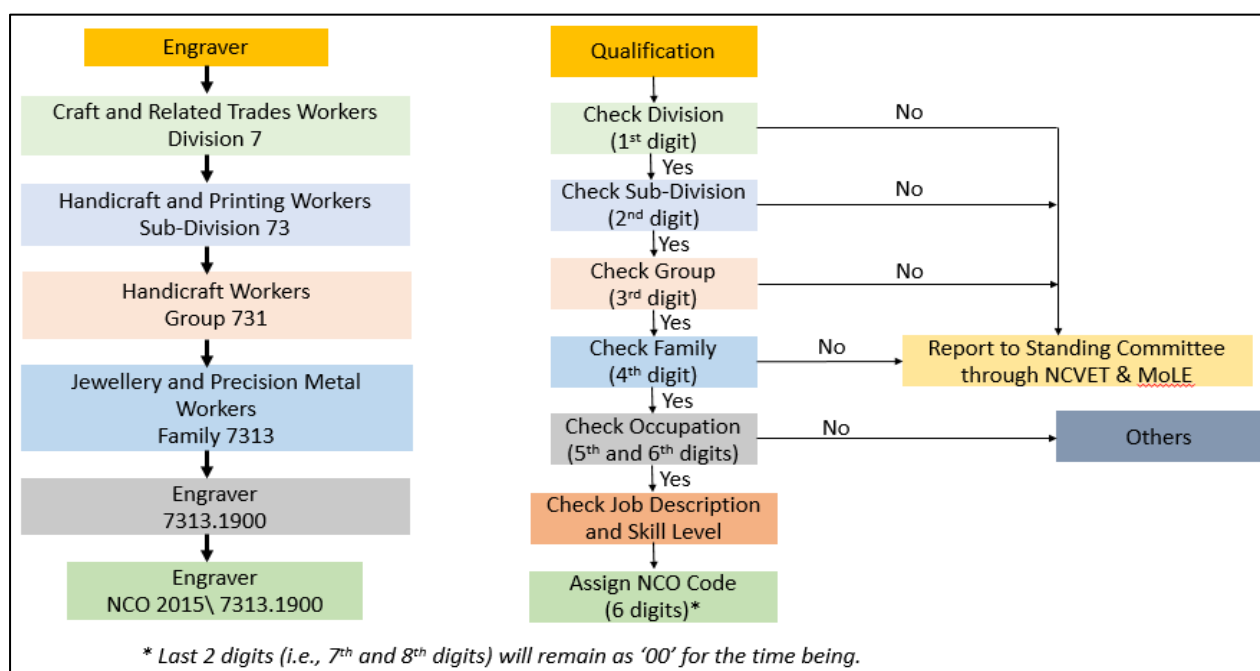 Engraver
Craft and Related Trades Workers
Division 7
Handicraft and Printing Workers
Sub-Division 73
Handicraft Workers
Group 731
Jewellery and Precision Metal
Workers
Family 7313
Engraver
7313.1900
Engraver
NCO 2015\ 7313.1900
Qualification
Check Division
(1st digit)
No
Yes
Check Sub-Division
(2nd digit)
No
Yes
Check Group
(3rd digit)
No
Yes
Check Family
(4th digit)
No
Report to Standing Committee
through NCVET & MoLE
Yes
Check Occupation
(5th and 6th digits)
No
Others
Yes
Check Job Description
and Skill Level
Assign NCO Code
(6 digits)*
* Last 2 digits (i.e., 7th and 8th digits) will remain as ‘00’ for the time being.